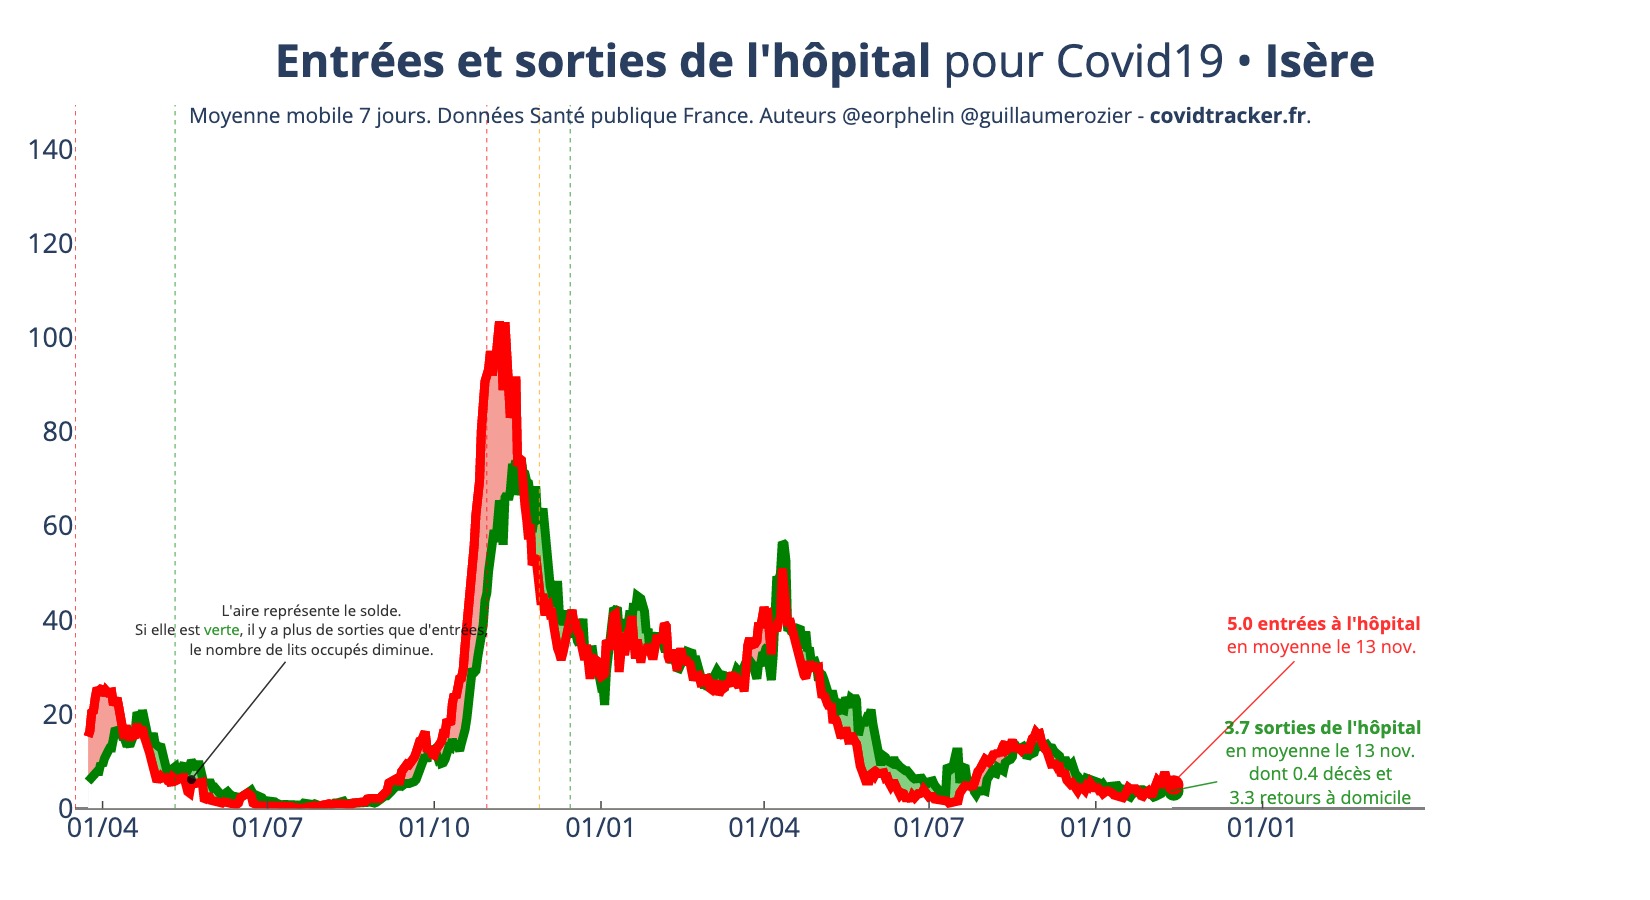 Entrées et sorties de l'hôpital pour Covid19 • Isère
Moyenne mobile 7 jours. Données Santé publique France. Auteurs @eorphelin @guillaumerozier - covidtracker.fr.
140
120
100
80
60
40
20
0
L'aire représente le solde.
Si elle est verte, il y a plus de sorties que d'entrées,
le nombre de lits occupés diminue.
5.0 entrées à l'hôpital
en moyenne le 13 nov.
3.7 sorties de l'hôpital
en moyenne le 13 nov.
dont 0.4 décès et
3.3 retours à domicile
01/04 01/07 01/10 01/01 01/04 01/07 01/10 01/01